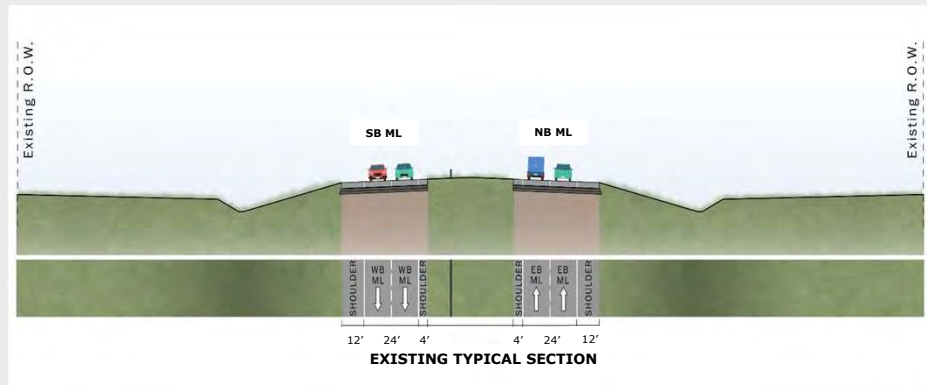 Existing R.O.W.
Existing R.O.W.
SB ML
NB ML
SHOULDER
WB
ML
WB
ML
SHOULDER
SHOULDER
EB
ML
EB
ML
SHOULDER
12' 24' 4' 4' 24' 12'
EXISTING TYPICAL SECTION